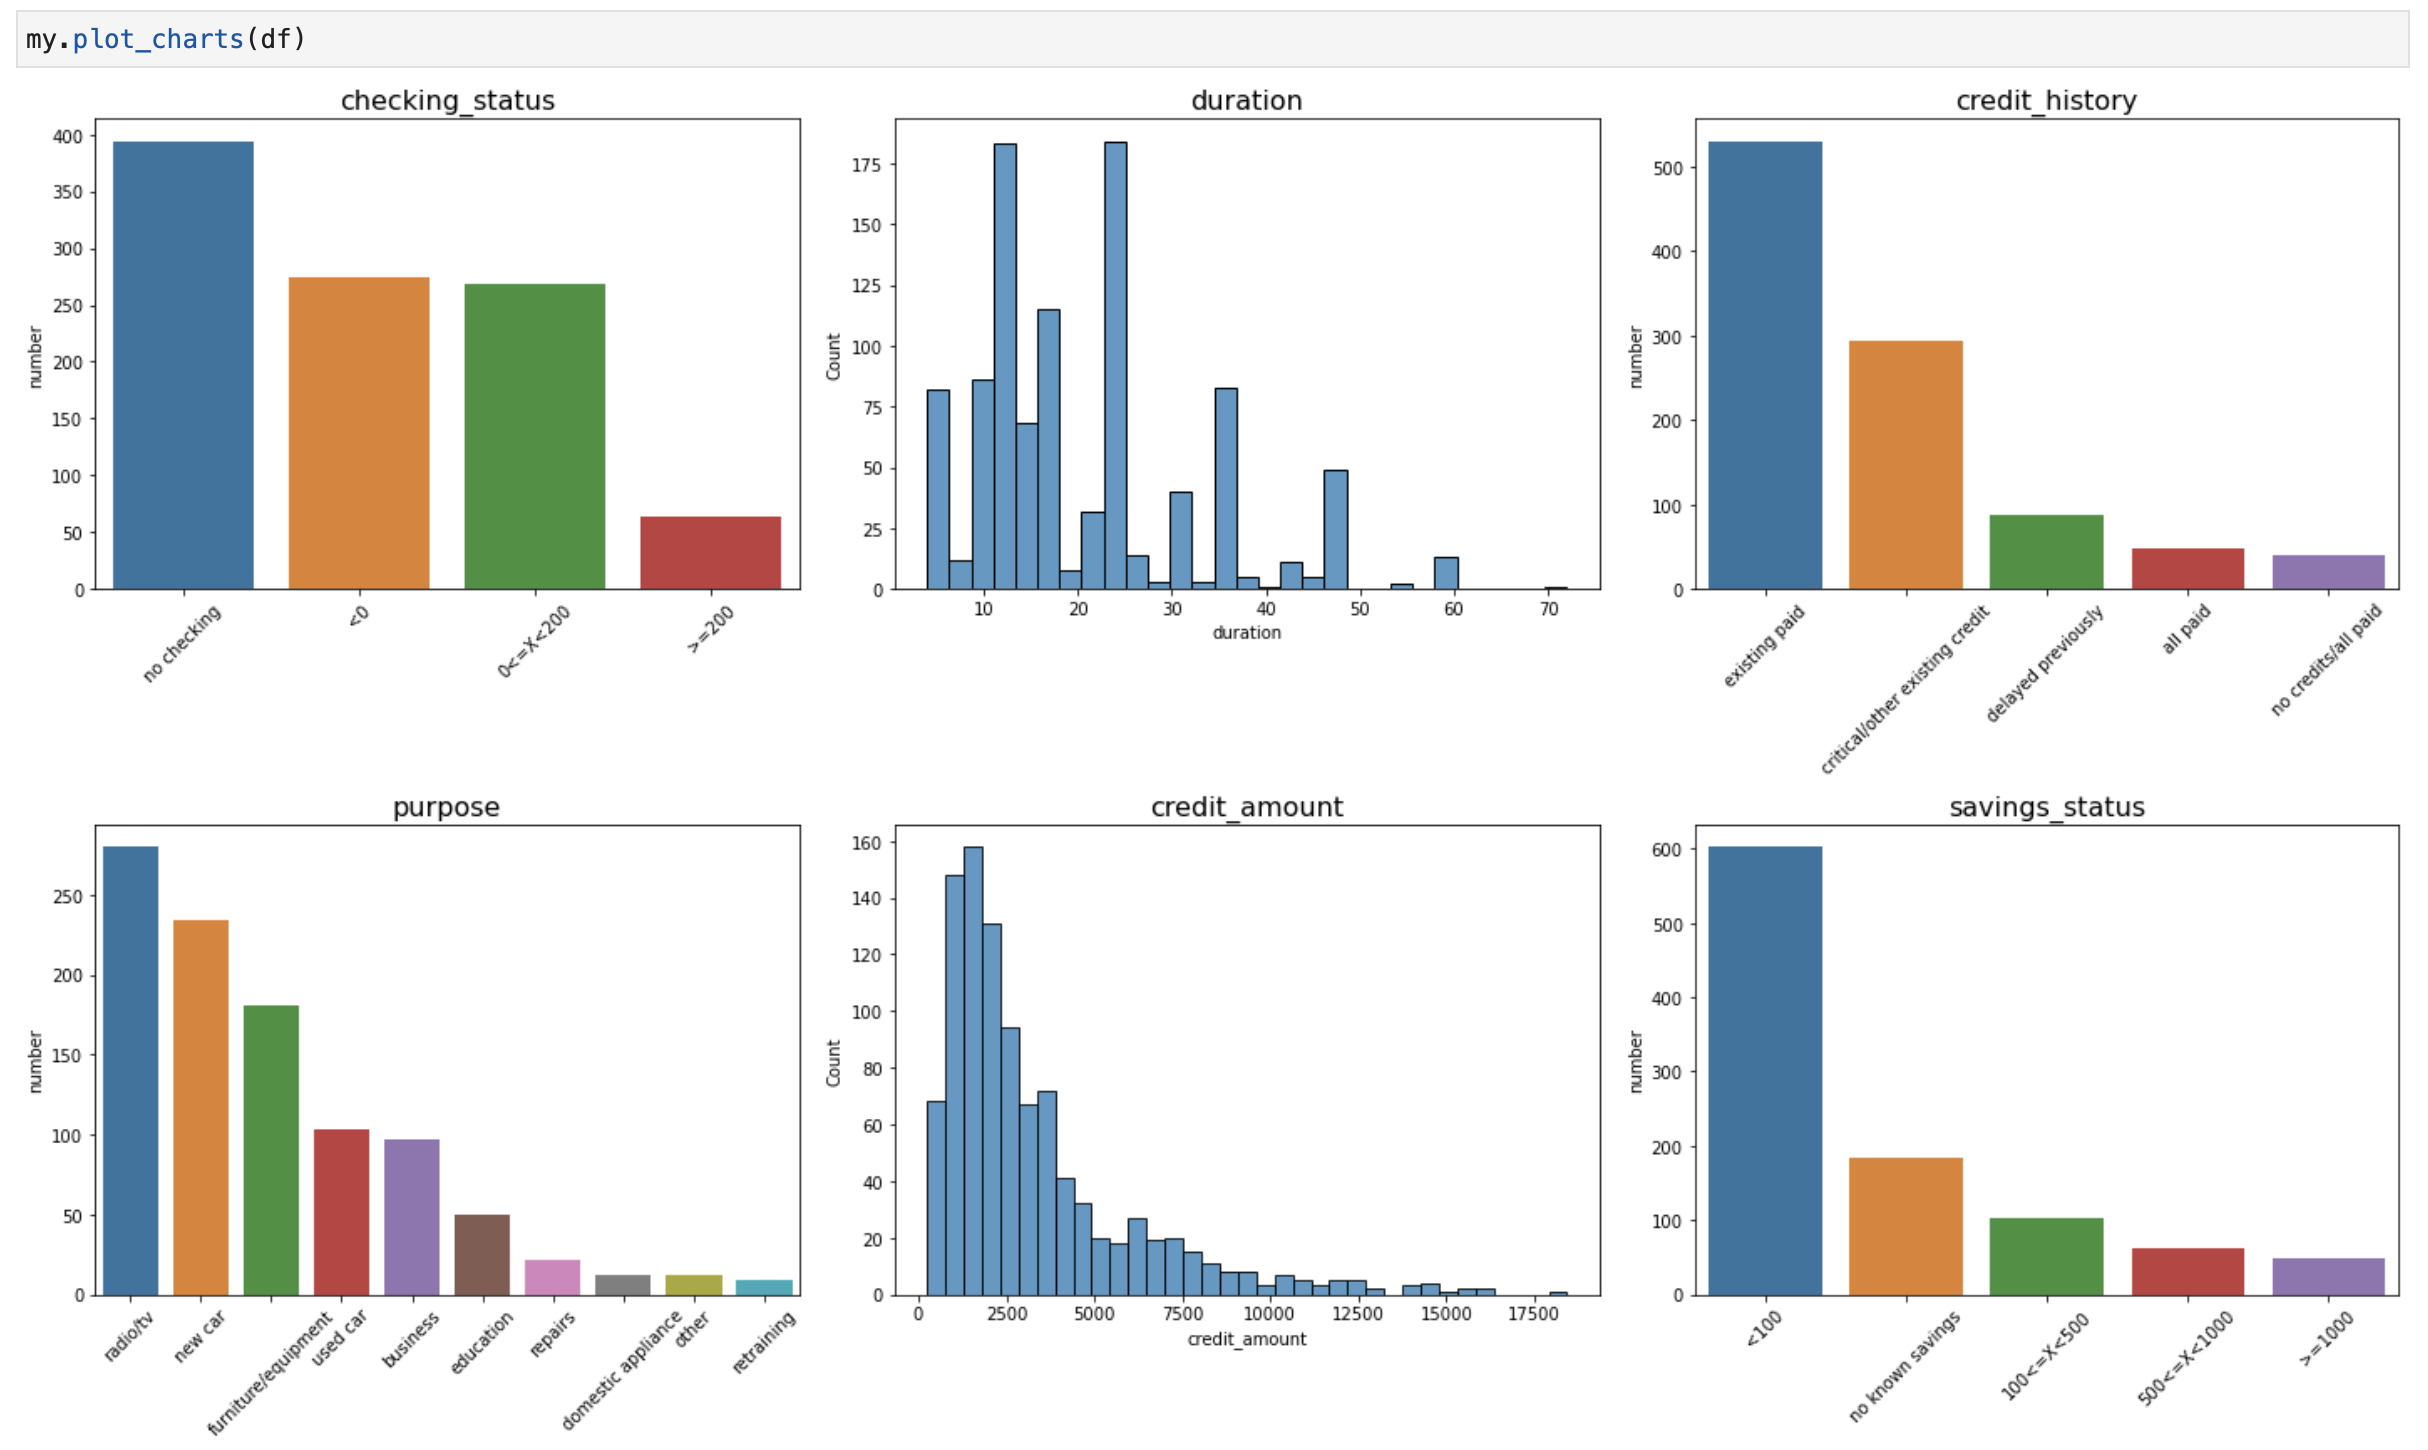 my.plot_charts(df)
checking_status
number
400
350
300
250
200
150
100
50
0
no checking
<0
0<=X<200
>=200
duration
Count
175
150
125
100
75
50
25
0
10 20 30 40 50 60 70
duration
credit_history
number
500
400
300
200
100
0
existing paid
critical/other existing credit
delayed previously
all paid
no credits/all paid
purpose
number
250
200
150
100
50
0
radio/tv
new car
furniture/equipment
used car
business
education
repairs
domestic appliance
other
retraining
credit_amount
Count
160
140
120
100
80
60
40
20
0
0 2500 5000 7500 10000 12500 15000 17500
credit_amount
savings_status
number
600
500
400
300
200
100
0
<100
no known savings
100<=X<500
500<=X<1000
>=1000